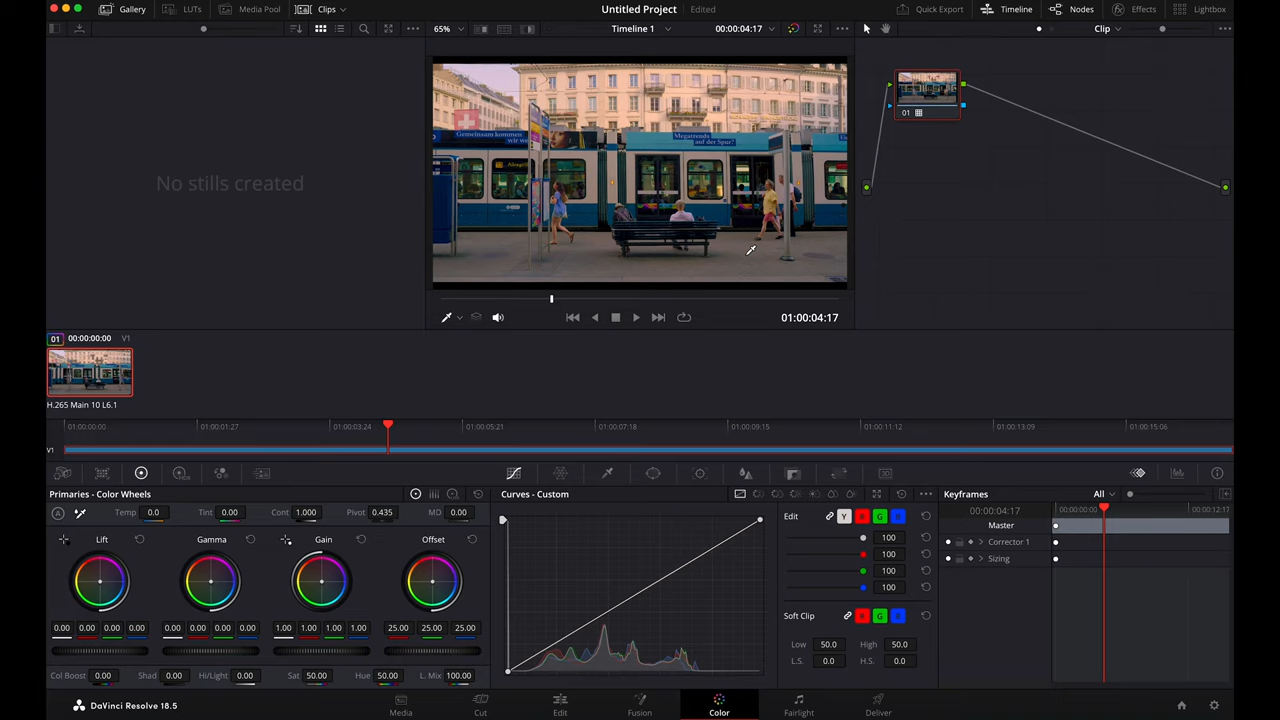 Gallery LUTs Media Pool Clips Untitled Project Edited Quick Export Timeline Nodes Effects Lightbox
65% Timeline 1 00:00:04:17 Clip
No stills created
Gemeinsam kommen
wir we
Megatrends
auf der Spur?
01
01:00:04:17
01 00:00:00:00 V1
H.265 Main 10 L6.1
01:00:00:00 01:00:01:27 01:00:03:24 01:00:05:21 01:00:07:18 01:00:09:15 01:00:11:12 01:00:13:09 01:00:15:06
V1
Primaries - Color Wheels Curves - Custom Keyframes All
Temp 0.0 Tint 0.00 Cont 1.000 Pivot 0.435 MD 0.00
Edit Y R G B
00:00:04:17 00:00:00:00 00:00:12:17
Master
Lift Gamma Gain Offset
100
Corrector 1
100
Sizing
100
100
Soft Clip R G B
0.00 0.00 0.00 0.00 0.00 0.00 0.00 0.00 1.00 1.00 1.00 1.00 25.00 25.00 25.00
Low 50.0 High 50.0
L.S. 0.0 H.S. 0.0
Col Boost 0.00 Shad 0.00 Hi/Light 0.00 Sat 50.00 Hue 50.00 L. Mix 100.00
DaVinci Resolve 18.5 Media Cut Edit Fusion Color Fairlight Deliver